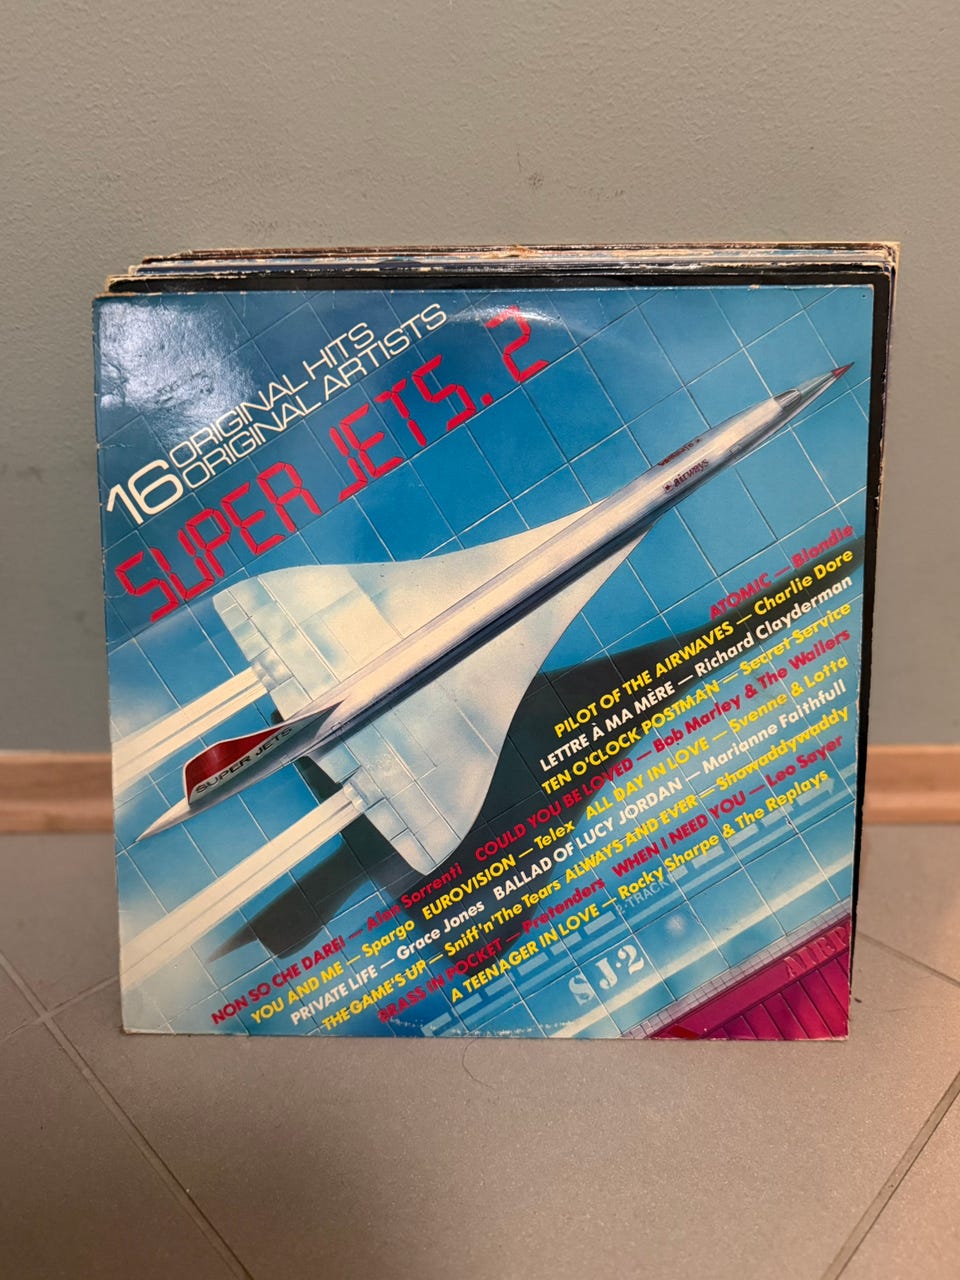 16 ORIGINAL HITS
ORIGINAL ARTISTS
SUPER JETS. 2
airways
SUPER JETS
ATOMIC — Blondie
PILOT OF THE AIRWAVES — Charlie Dore
LETTRE À MA MÈRE — Richard Clayderman
TEN O'CLOCK POSTMAN — Secret Service
COULD YOU BE LOVED — Bob Marley & The Wailers
ALL DAY IN LOVE — Svenne & Lotta
BALLAD OF LUCY JORDAN — Marianne Faithfull
ALWAYS AND EVER — Showaddywaddy
WHEN I NEED YOU — Leo Sayer
NON SO CHE DAREI — Alan Sorrenti
YOU AND ME — Spargo
EUROVISION — Telex
PRIVATE LIFE — Grace Jones
THE GAME'S UP — Sniff'n'The Tears
BRASS IN POCKET — Pretenders
A TEENAGER IN LOVE — Rocky Sharpe & The Replays
S J·2